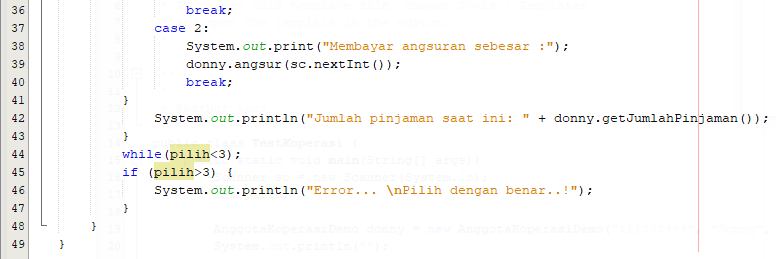 36 break;
37 case 2:
38 System.out.print("Membayar angsuran sebesar :");
39 donny.angsur(sc.nextInt());
40 break;
41 }
42 System.out.println("Jumlah pinjaman saat ini: " + donny.getJumlahPinjaman());
43 }
44 while(pilih<3);
45 if (pilih>3) {
46 System.out.println("Error... \nPilih dengan benar..!");
47 }
48 }
49 }